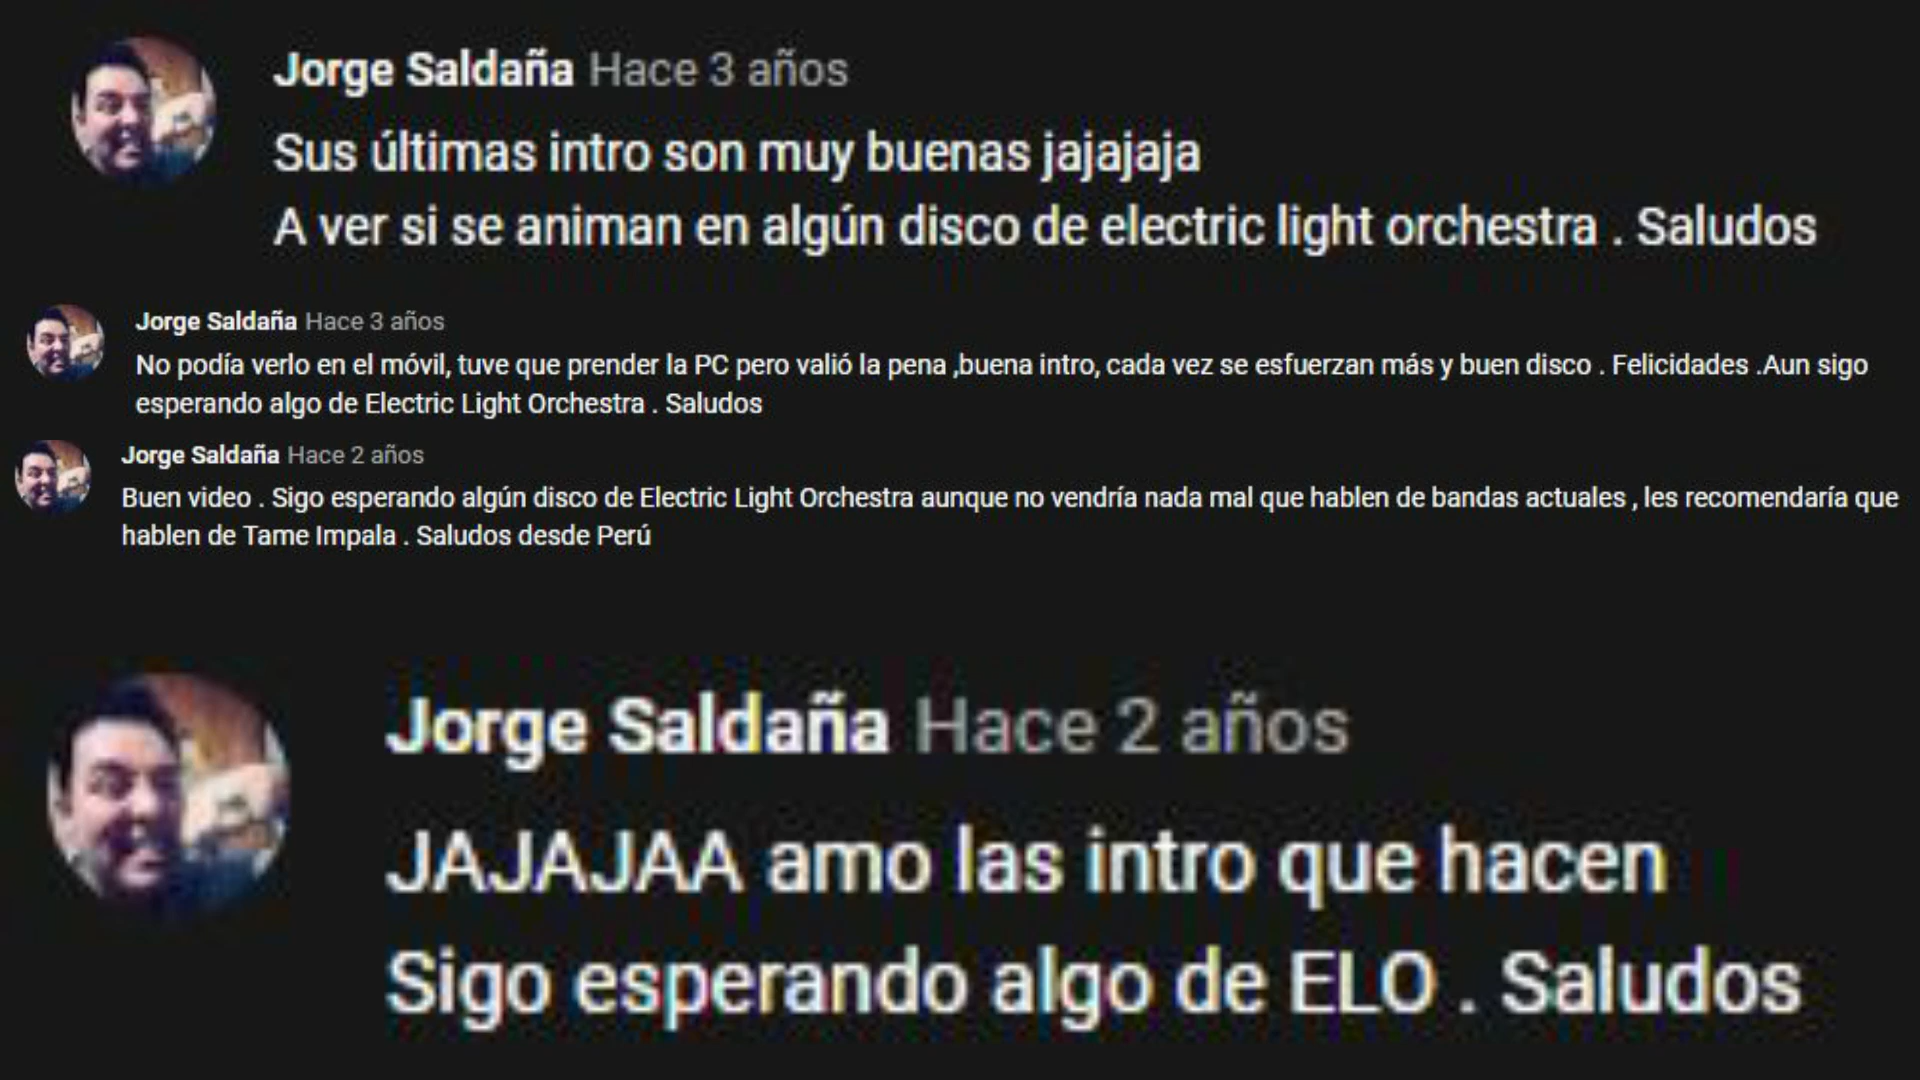 Jorge Saldaña Hace 3 años
Sus últimas intro son muy buenas jajajaja
A ver si se animan en algún disco de electric light orchestra . Saludos
Jorge Saldaña Hace 3 años
No podía verlo en el móvil, tuve que prender la PC pero valió la pena ,buena intro, cada vez se esfuerzan más y buen disco . Felicidades .Aun sigo
esperando algo de Electric Light Orchestra . Saludos
Jorge Saldaña Hace 2 años
Buen video . Sigo esperando algún disco de Electric Light Orchestra aunque no vendría nada mal que hablen de bandas actuales , les recomendaría que
hablen de Tame Impala . Saludos desde Perú
Jorge Saldaña Hace 2 años
JAJAJAA amo las intro que hacen
Sigo esperando algo de ELO . Saludos